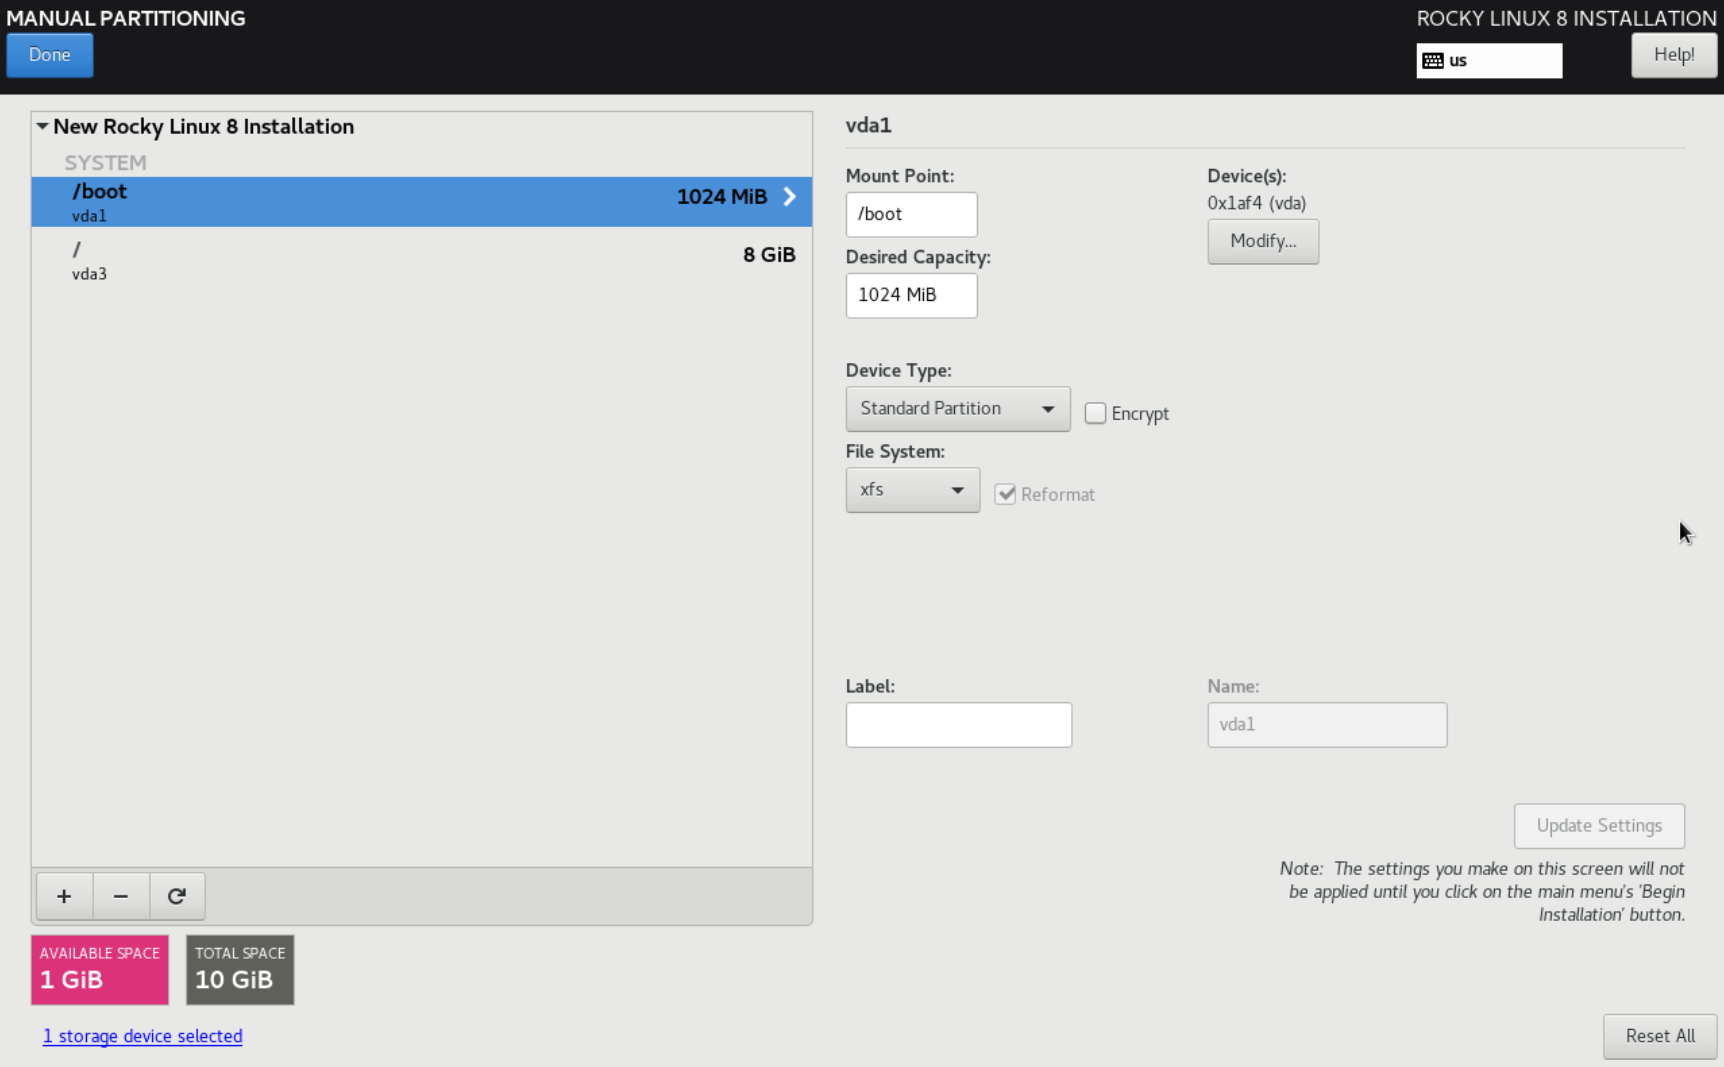 MANUAL PARTITIONING
ROCKY LINUX 8 INSTALLATION
Done
us
Help!
New Rocky Linux 8 Installation
SYSTEM
/boot
1024 MiB
vda1
/
8 GiB
vda3
vda1
Mount Point:
Device(s):
/boot
0x1af4 (vda)
Modify...
Desired Capacity:
1024 MiB
Device Type:
Standard Partition
Encrypt
File System:
xfs
Reformat
Label:
Name:
vda1
Update Settings
Note:  The settings you make on this screen will not
be applied until you click on the main menu's 'Begin
Installation' button.
AVAILABLE SPACE
1 GiB
TOTAL SPACE
10 GiB
1 storage device selected
Reset All